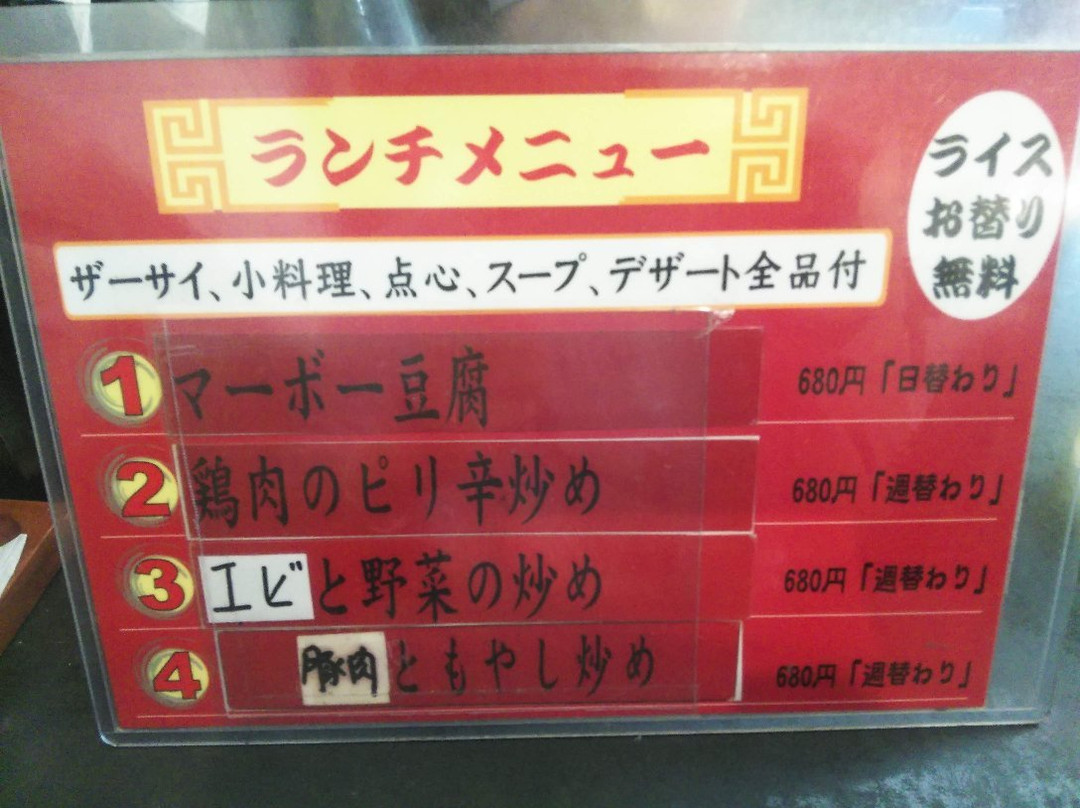 ランチメニュー
ライス
お替り
無料
ザーサイ、小料理、点心、スープ、デザート全品付
1 マーボー豆腐 680円「日替わり」
2 鶏肉のピリ辛炒め 680円「週替わり」
3 エビと野菜の炒め 680円「週替わり」
4 豚肉ともやし炒め 680円「週替わり」